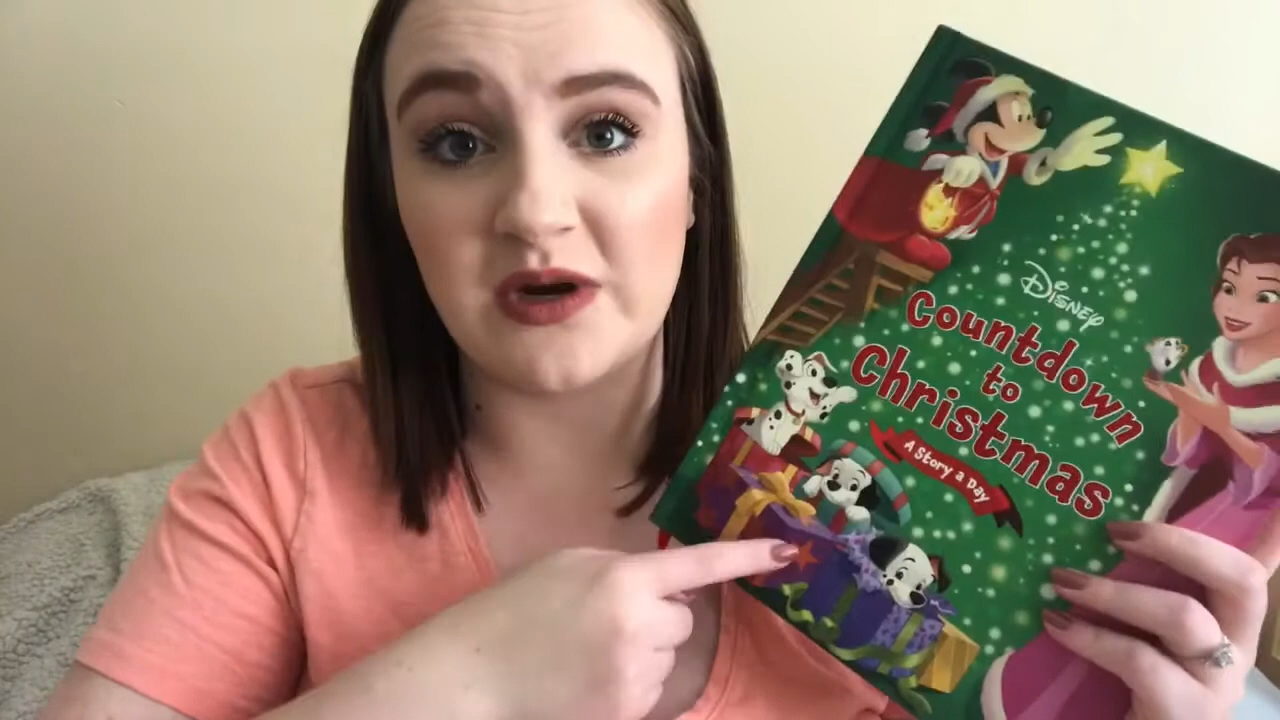 Disney
Countdown
to
Christmas
A Story a Day